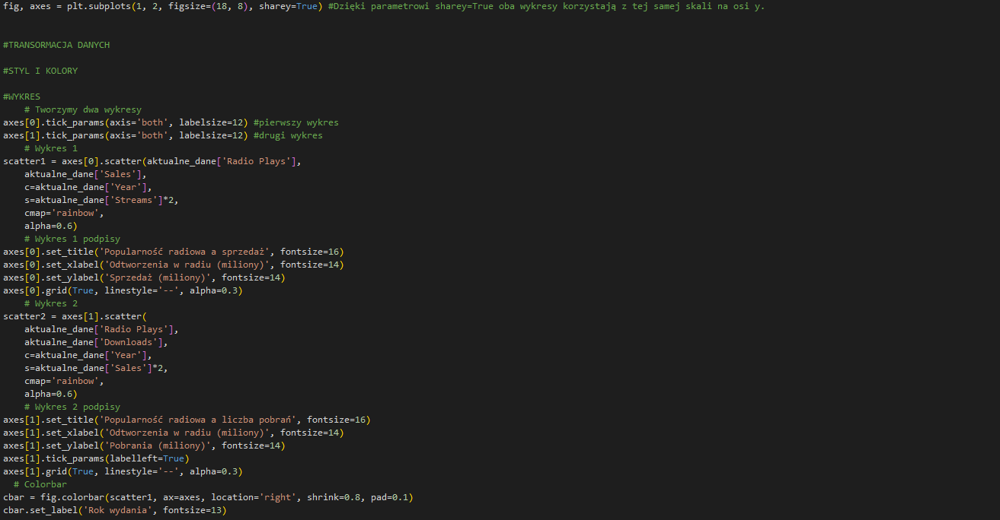 fig, axes = plt.subplots(1, 2, figsize=(18, 8), sharey=True) #Dzięki parametrowi sharey=True oba wykresy korzystają z tej samej skali na osi y.
#TRANSORMACJA DANYCH
#STYL I KOLORY
#WYKRES
    # Tworzymy dwa wykresy
axes[0].tick_params(axis='both', labelsize=12) #pierwszy wykres
axes[1].tick_params(axis='both', labelsize=12) #drugi wykres
    # Wykres 1
scatter1 = axes[0].scatter(aktualne_dane['Radio Plays'],
    aktualne_dane['Sales'],
    c=aktualne_dane['Year'],
    s=aktualne_dane['Streams']*2,
    cmap='rainbow',
    alpha=0.6)
    # Wykres 1 podpisy
axes[0].set_title('Popularność radiowa a sprzedaż', fontsize=16)
axes[0].set_xlabel('Odtworzenia w radiu (miliony)', fontsize=14)
axes[0].set_ylabel('Sprzedaż (miliony)', fontsize=14)
axes[0].grid(True, linestyle='--', alpha=0.3)
    # Wykres 2
scatter2 = axes[1].scatter(
    aktualne_dane['Radio Plays'],
    aktualne_dane['Downloads'],
    c=aktualne_dane['Year'],
    s=aktualne_dane['Sales']*2,
    cmap='rainbow',
    alpha=0.6)
    # Wykres 2 podpisy
axes[1].set_title('Popularność radiowa a liczba pobrań', fontsize=16)
axes[1].set_xlabel('Odtworzenia w radiu (miliony)', fontsize=14)
axes[1].set_ylabel('Pobrania (miliony)', fontsize=14)
axes[1].tick_params(labelleft=True)
axes[1].grid(True, linestyle='--', alpha=0.3)
  # Colorbar
cbar = fig.colorbar(scatter1, ax=axes, location='right', shrink=0.8, pad=0.1)
cbar.set_label('Rok wydania', fontsize=13)